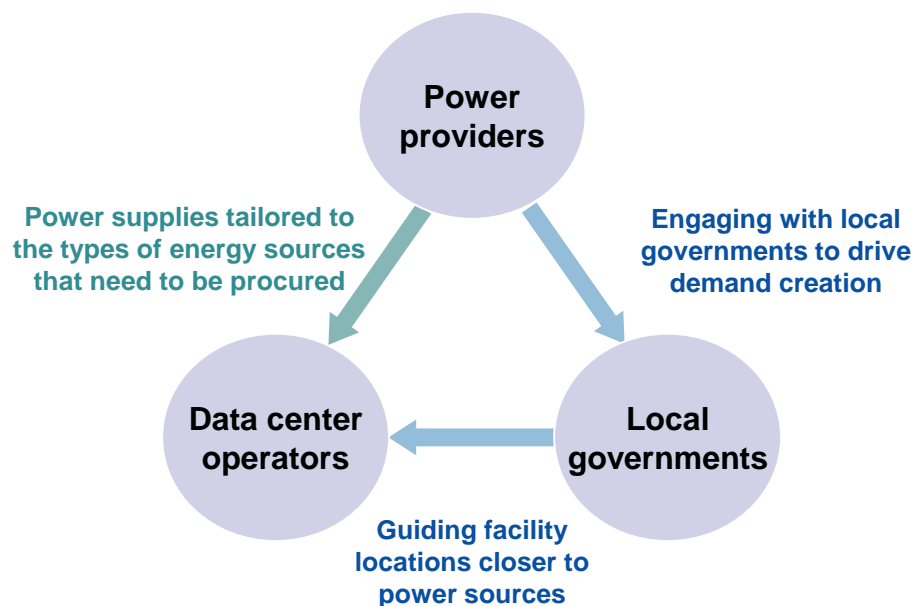 Power
providers
Power supplies tailored to
the types of energy sources
that need to be procured
Engaging with local
governments to drive
demand creation
Data center
operators
Local
governments
Guiding facility
locations closer to
power sources